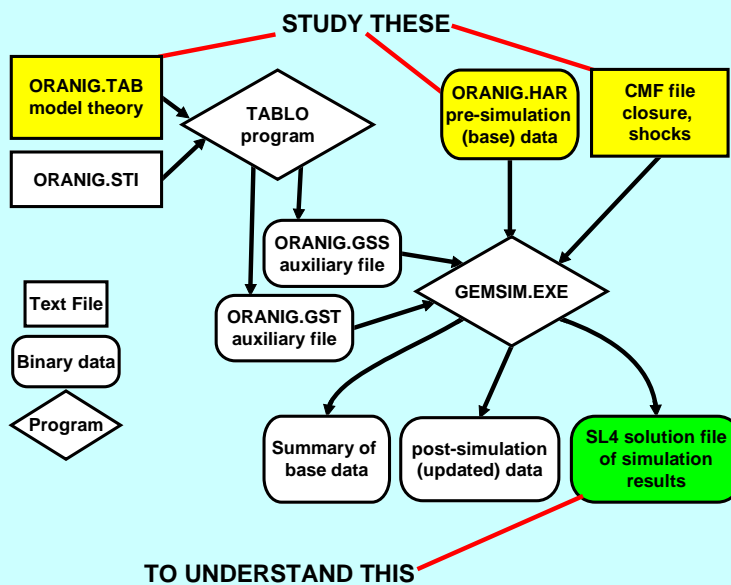 STUDY THESE
ORANIG.TAB
model theory
ORANIG.STI
TABLO
program
ORANIG.HAR
pre-simulation
(base) data
CMF file
closure,
shocks
ORANIG.GSS
auxiliary file
ORANIG.GST
auxiliary file
GEMSIM.EXE
Text File
Binary data
Program
Summary of
base data
post-simulation
(updated) data
SL4 solution file
of simulation
results
TO UNDERSTAND THIS